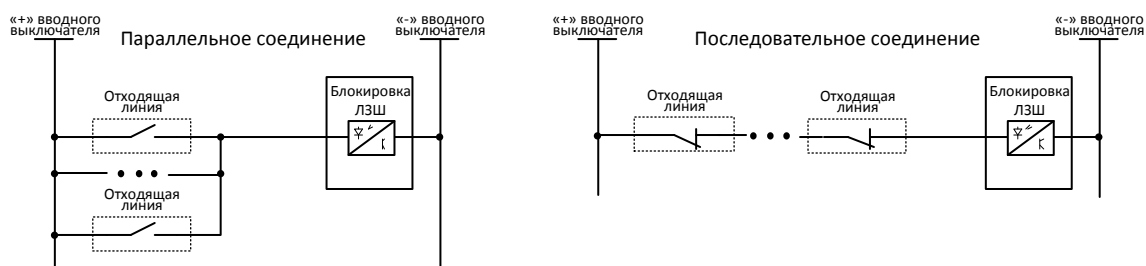 «+» вводного
выключателя
Параллельное соединение
«-» вводного
выключателя
Отходящая
линия
Блокировка
ЛЗШ
Отходящая
линия
«+» вводного
выключателя
Последовательное соединение
«-» вводного
выключателя
Отходящая
линия
Отходящая
линия
Блокировка
ЛЗШ